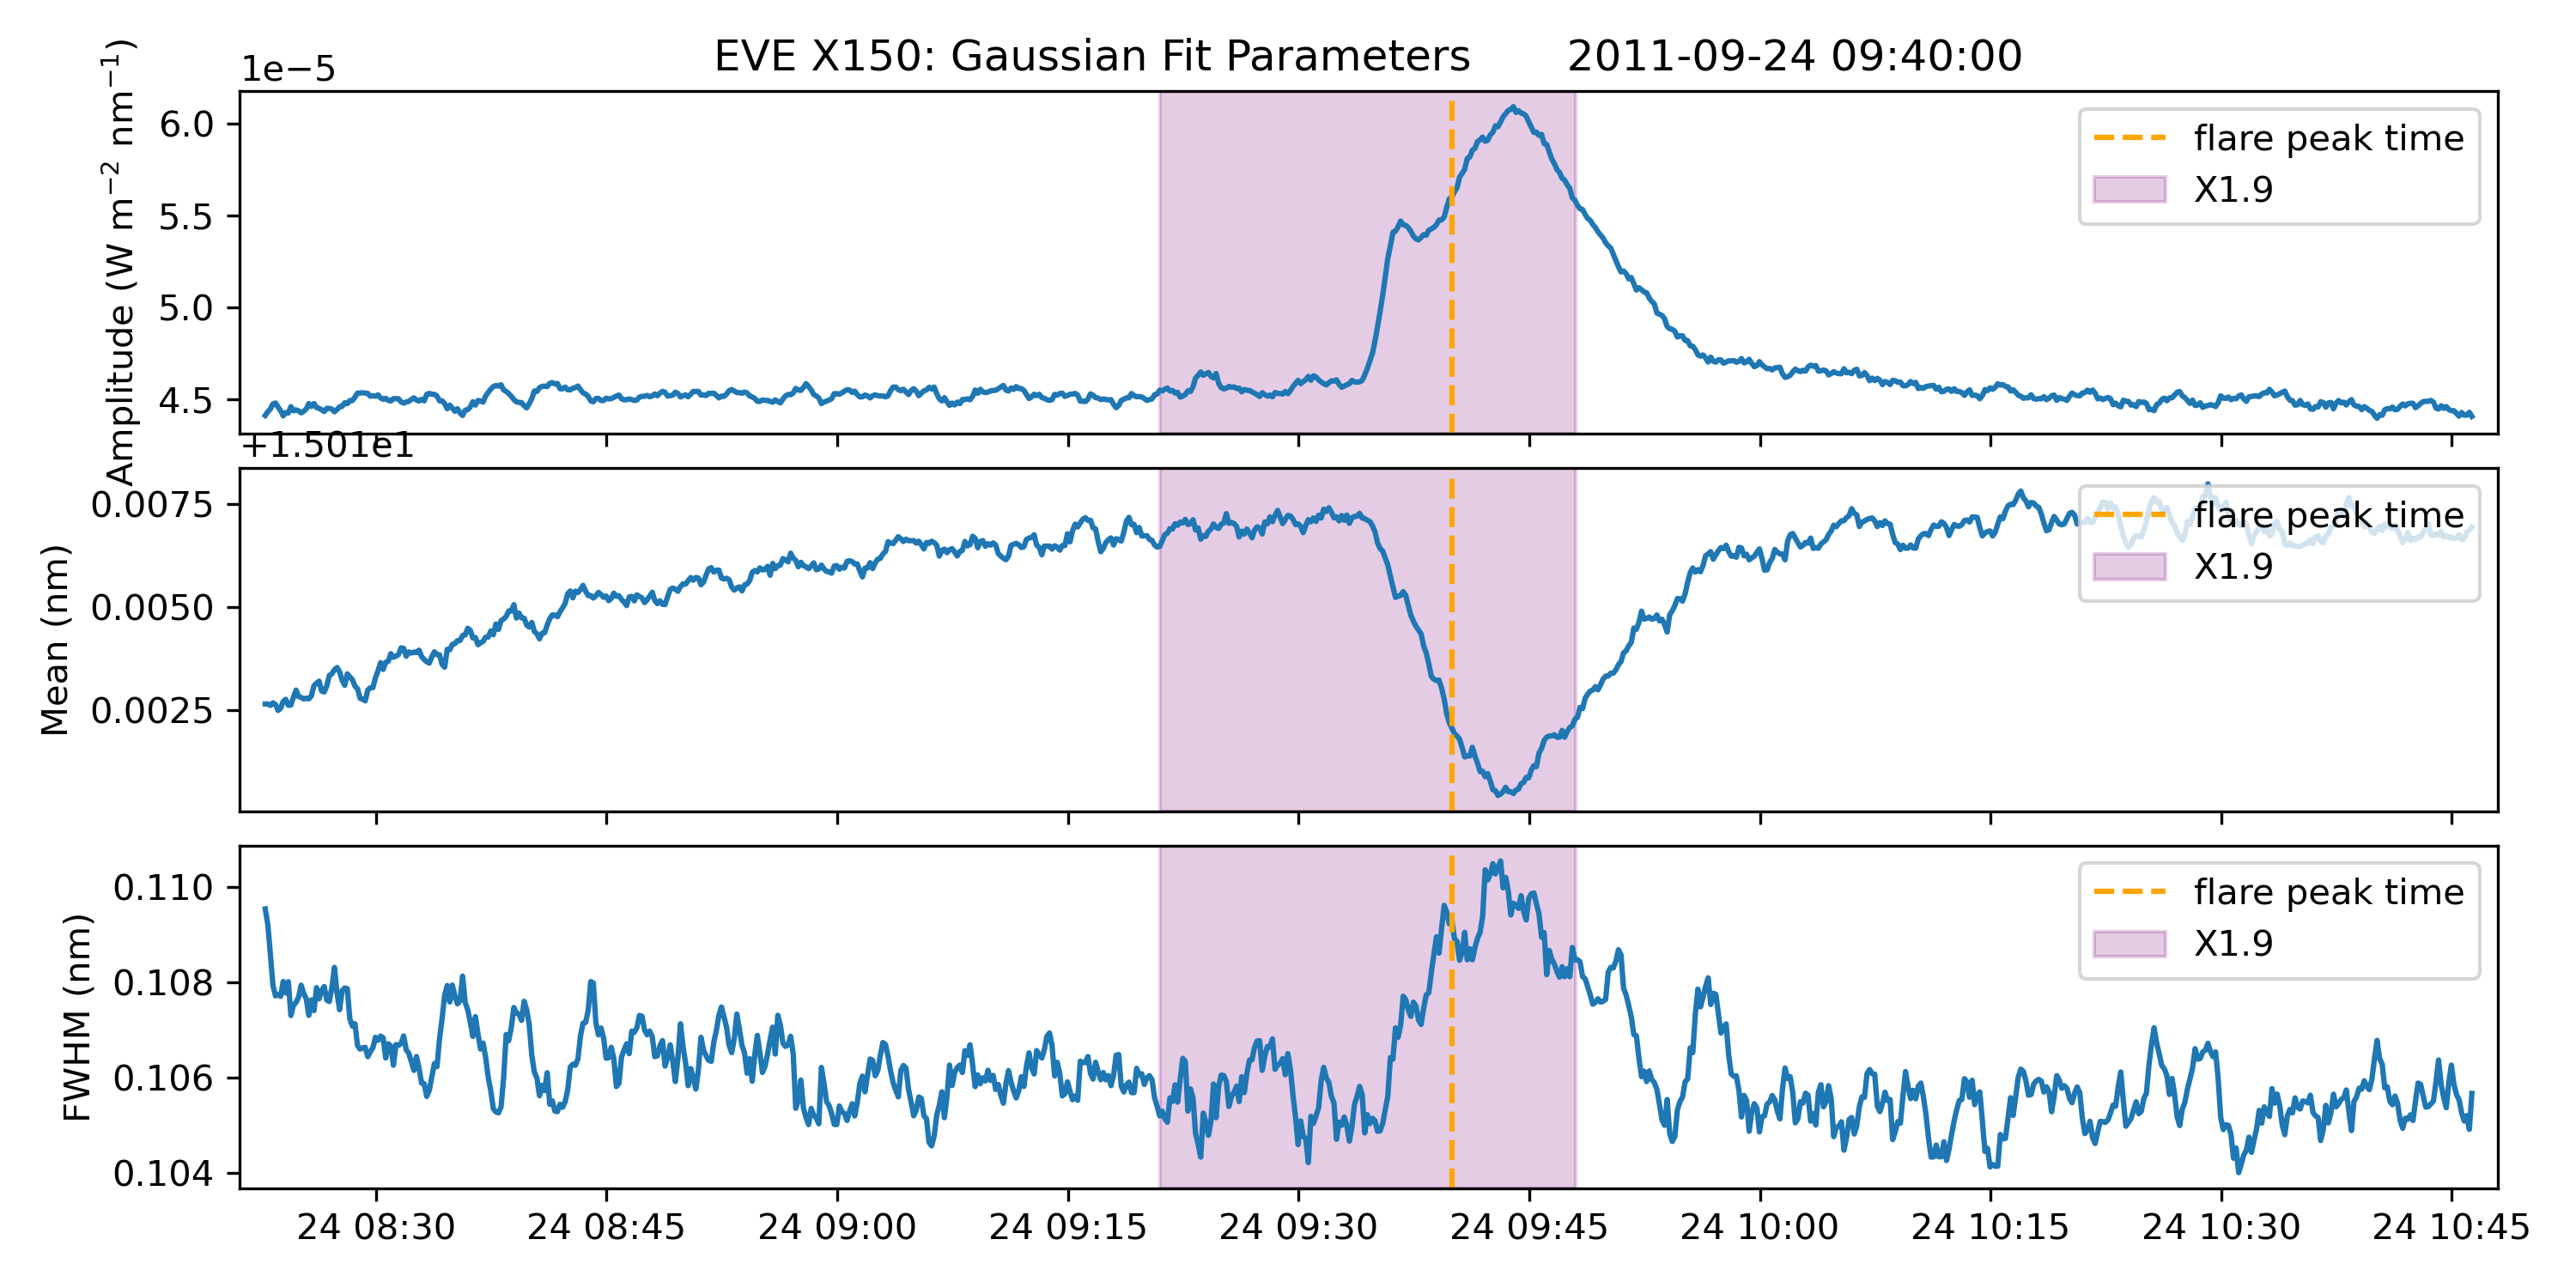 EVE X150: Gaussian Fit Parameters 2011-09-24 09:40:00
1e−5
Amplitude (W m−2 nm−1)
6.0
5.5
5.0
4.5
flare peak time
X1.9
+1.501e1
Mean (nm)
0.0075
0.0050
0.0025
flare peak time
X1.9
FWHM (nm)
0.110
0.108
0.106
0.104
flare peak time
X1.9
24 08:30 24 08:45 24 09:00 24 09:15 24 09:30 24 09:45 24 10:00 24 10:15 24 10:30 24 10:45